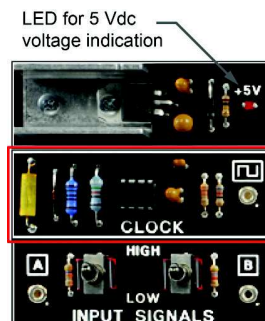 LED for 5 Vdc
voltage indication
+5V
CLOCK
HIGH
A
B
LOW
INPUT SIGNALS